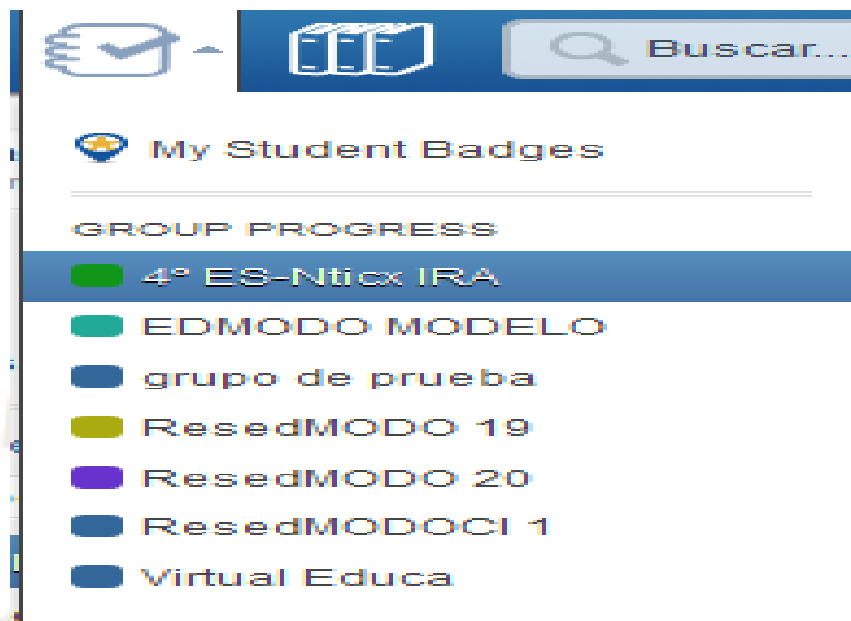 Buscar...
My Student Badges
GROUP PROGRESS
4º ES-Nticx IRA
EDMODO MODELO
grupo de prueba
ResedMODO 19
ResedMODO 20
ResedMODOCI 1
Virtual Educa